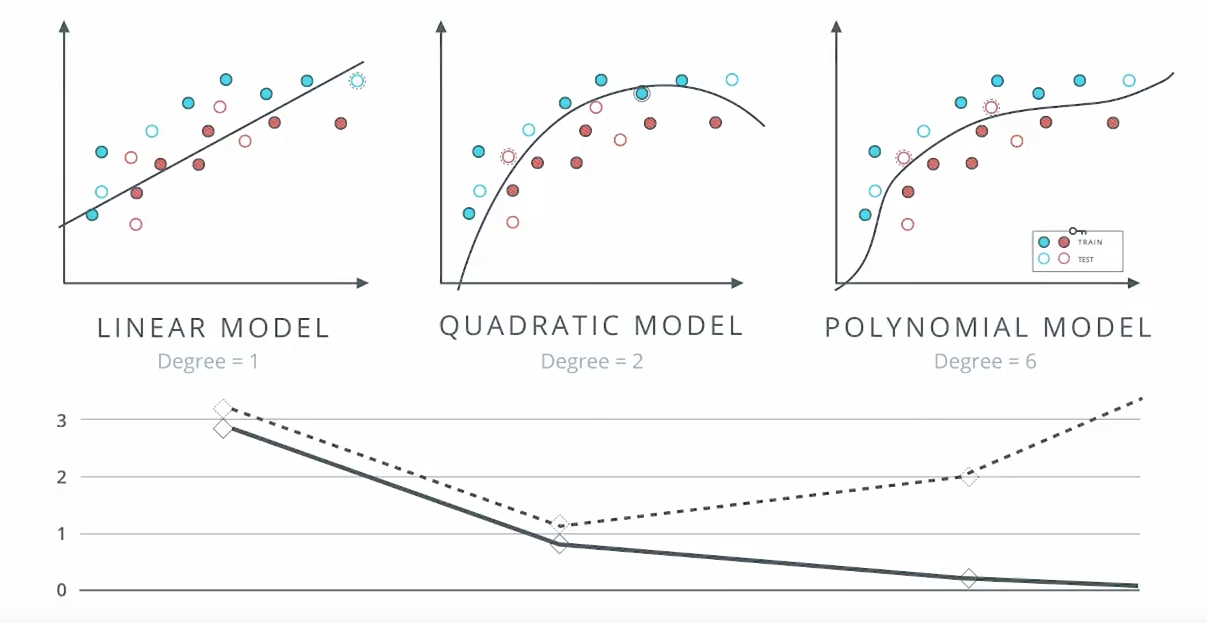 TRAIN
TEST
LINEAR MODEL
QUADRATIC MODEL
POLYNOMIAL MODEL
Degree = 1
Degree = 2
Degree = 6
3
2
1
0